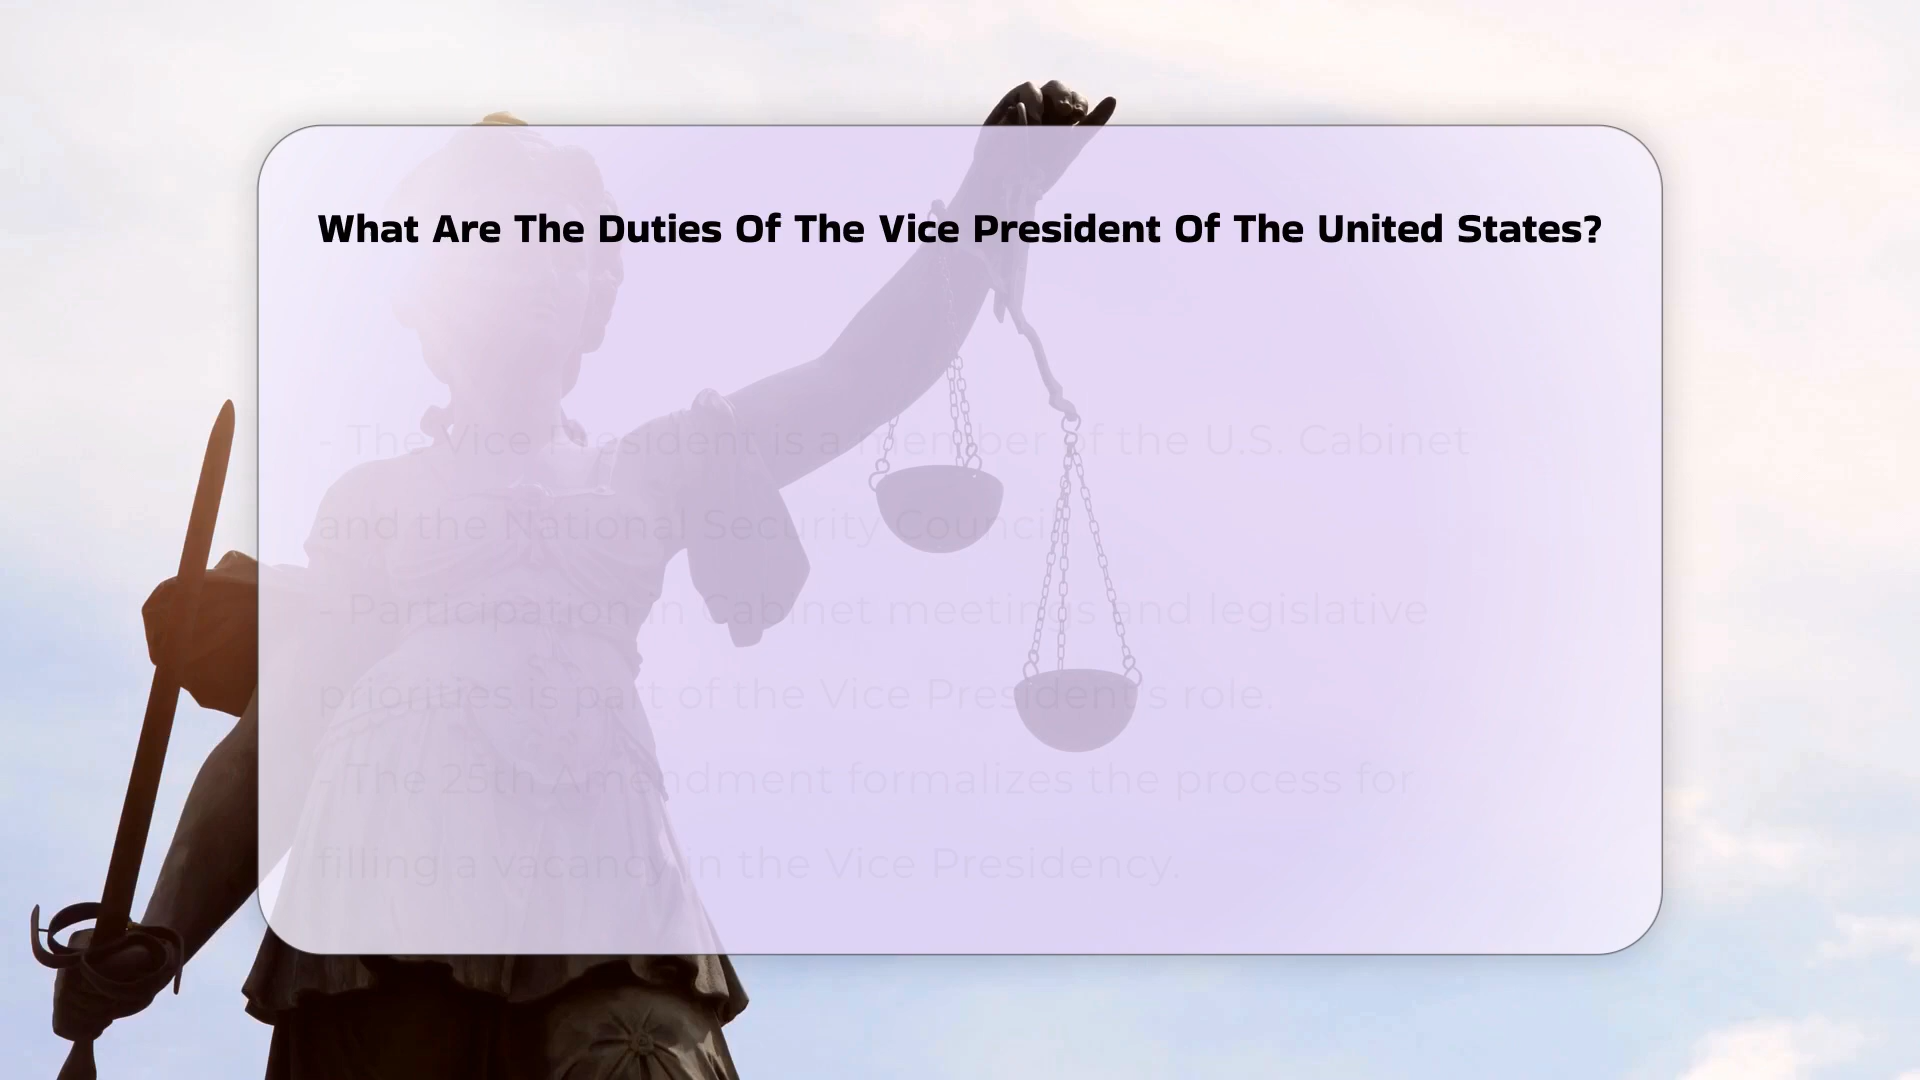 What Are The Duties Of The Vice President Of The United States?
- The Vice President is a member of the U.S. Cabinet
and the National Security Council.
- Participation in Cabinet meetings and legislative
priorities is part of the Vice President's role.
- The 25th Amendment formalizes the process for
filling a vacancy in the Vice Presidency.